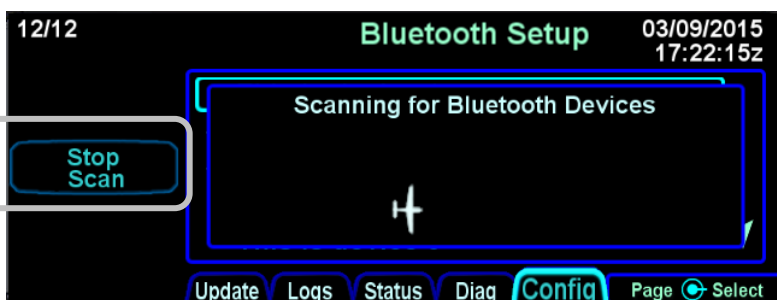 12/12 Bluetooth Setup 03/09/2015
17:22:15z
Scanning for Bluetooth Devices
Stop
Scan
Update Logs Status Diag Config Page Select